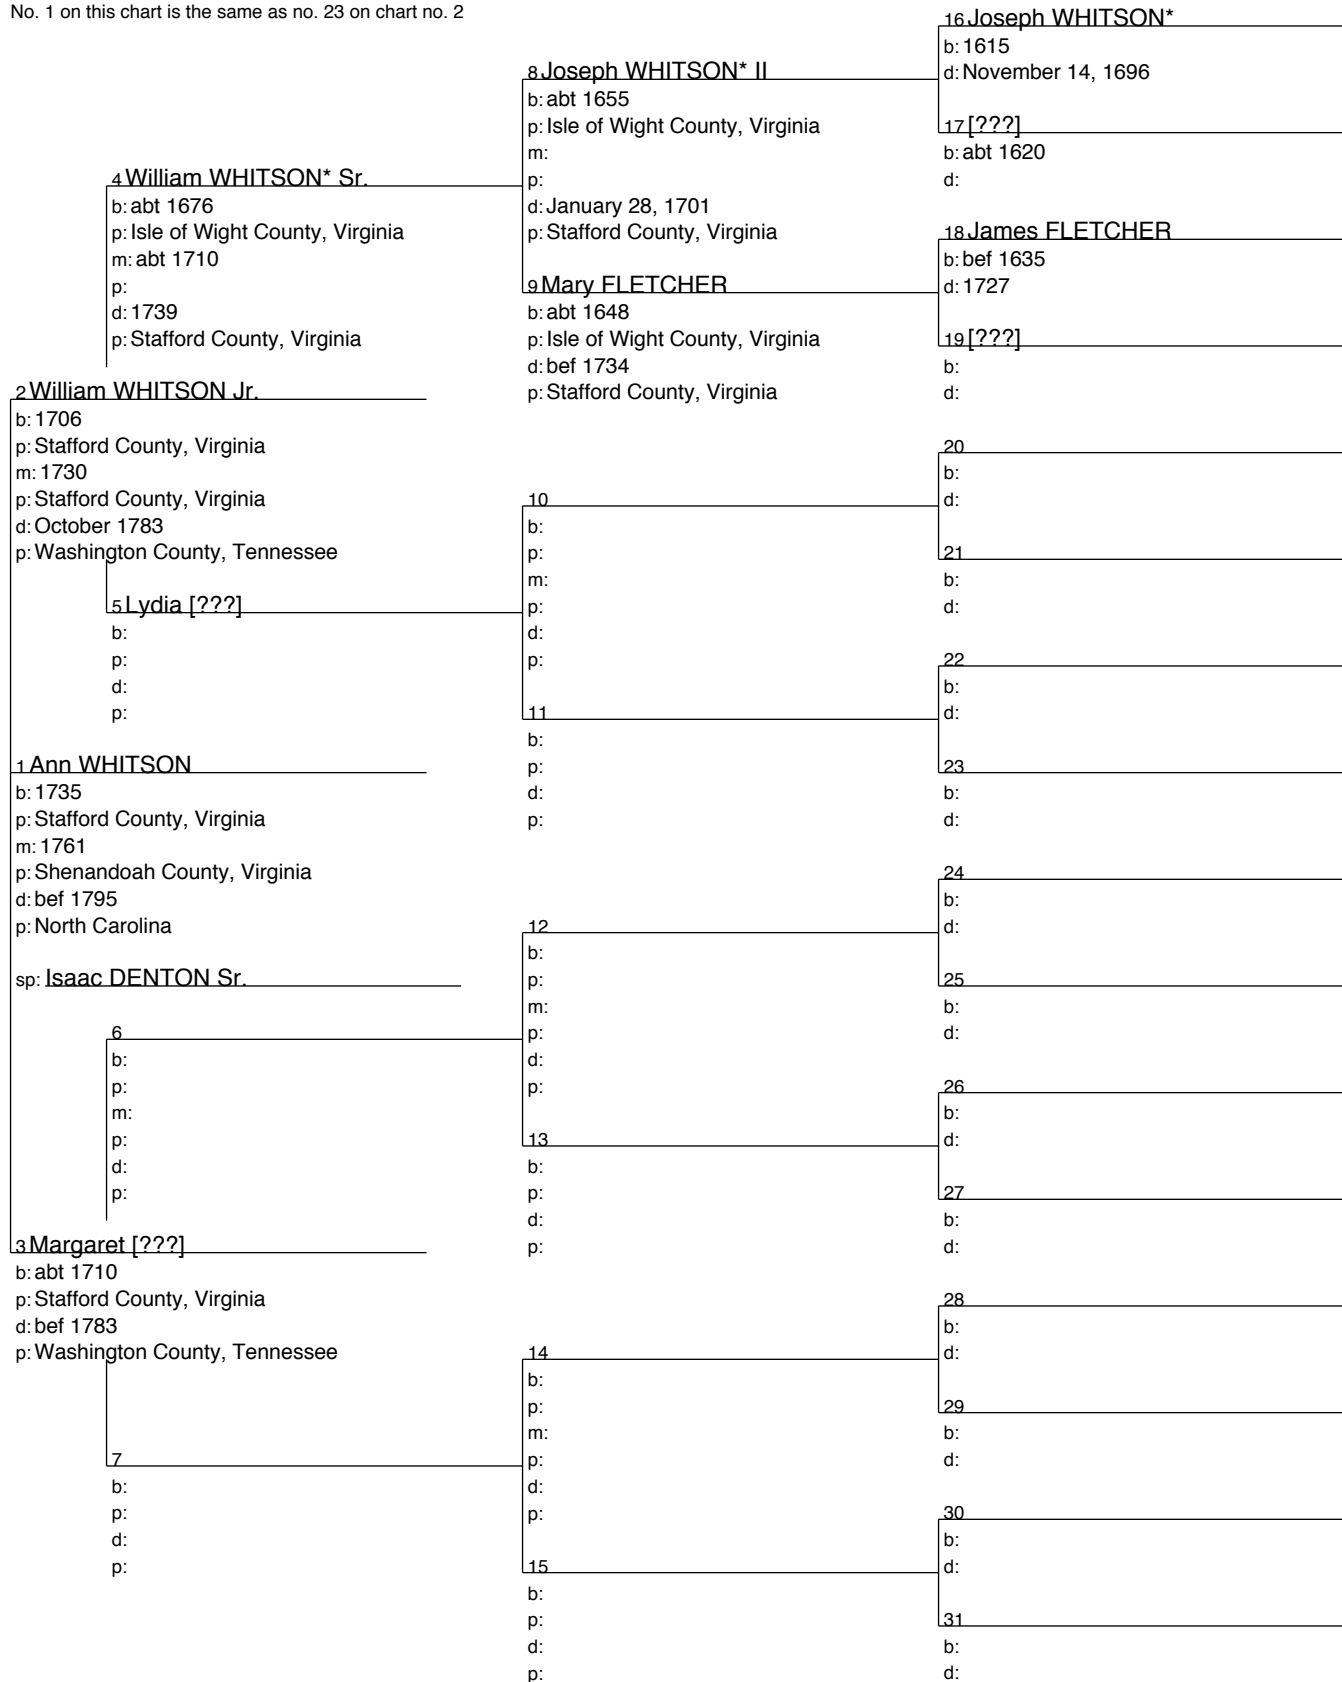 No. 1 on this chart is the same as no. 23 on chart no. 2
2 William WHITSON Jr.
b: 1706
p: Stafford County, Virginia
m: 1730
p: Stafford County, Virginia
d: October 1783
p: Washington County, Tennessee
1 Ann WHITSON
b: 1735
p: Stafford County, Virginia
m: 1761
p: Shenandoah County, Virginia
d: bef 1795
p: North Carolina
sp: Isaac DENTON Sr.
3 Margaret [???]
b: abt 1710
p: Stafford County, Virginia
d: bef 1783
p: Washington County, Tennessee
4 William WHITSON* Sr.
b: abt 1676
p: Isle of Wight County, Virginia
m: abt 1710
p:
d: 1739
p: Stafford County, Virginia
5 Lydia [???]
b:
p:
d:
p:
6
b:
p:
m:
p:
d:
p:
7
b:
p:
d:
p:
8 Joseph WHITSON* II
b: abt 1655
p: Isle of Wight County, Virginia
m:
p:
d: January 28, 1701
p: Stafford County, Virginia
9 Mary FLETCHER
b: abt 1648
p: Isle of Wight County, Virginia
d: bef 1734
p: Stafford County, Virginia
10
b:
p:
m:
p:
d:
p:
11
b:
p:
d:
p:
12
b:
p:
m:
p:
d:
p:
13
b:
p:
d:
p:
14
b:
p:
m:
p:
d:
p:
15
b:
p:
d:
p:
16 Joseph WHITSON*
b: 1615
d: November 14, 1696
17 [???]
b: abt 1620
d:
18 James FLETCHER
b: bef 1635
d: 1727
19 [???]
b:
d:
20
b:
d:
21
b:
d:
22
b:
d:
23
b:
d:
24
b:
d:
25
b:
d:
26
b:
d:
27
b:
d:
28
b:
d:
29
b:
d:
30
b:
d:
31
b:
d: